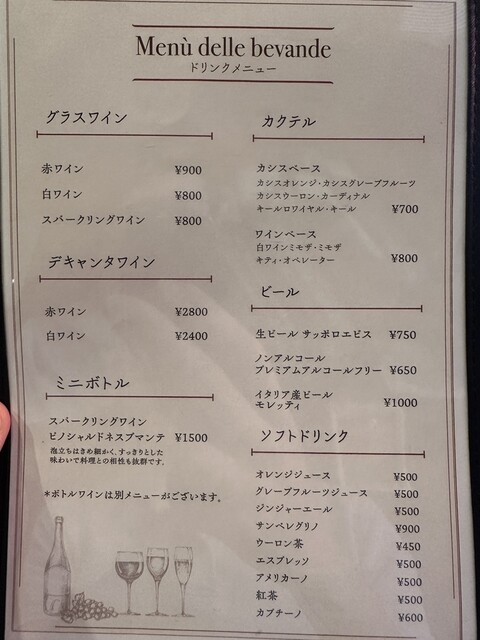 Menù delle bevande
ドリンクメニュー
グラスワイン
赤ワイン ¥900
白ワイン ¥800
スパークリングワイン ¥800
デキャンタワイン
赤ワイン ¥2800
白ワイン ¥2400
ミニボトル
スパークリングワイン
ピノシャルドネスプマンテ ¥1500
泡立ちはきめ細かく、すっきりとした
味わいで料理との相性も抜群です。
*ボトルワインは別メニューがございます。
カクテル
カシスベース
カシスオレンジ・カシスグレープフルーツ
カシスウーロン・カーディナル
キールロワイヤル・キール ¥700
ワインベース
白ワインミモザ・ミモザ
キティ・オペレーター ¥800
ビール
生ビール サッポロエビス ¥750
ノンアルコール
プレミアムアルコールフリー ¥650
イタリア産ビール
モレッティ ¥1000
ソフトドリンク
オレンジジュース ¥500
グレープフルーツジュース ¥500
ジンジャーエール ¥500
サンペレグリノ ¥900
ウーロン茶 ¥450
エスプレッソ ¥500
アメリカーノ ¥500
紅茶 ¥500
カプチーノ ¥600